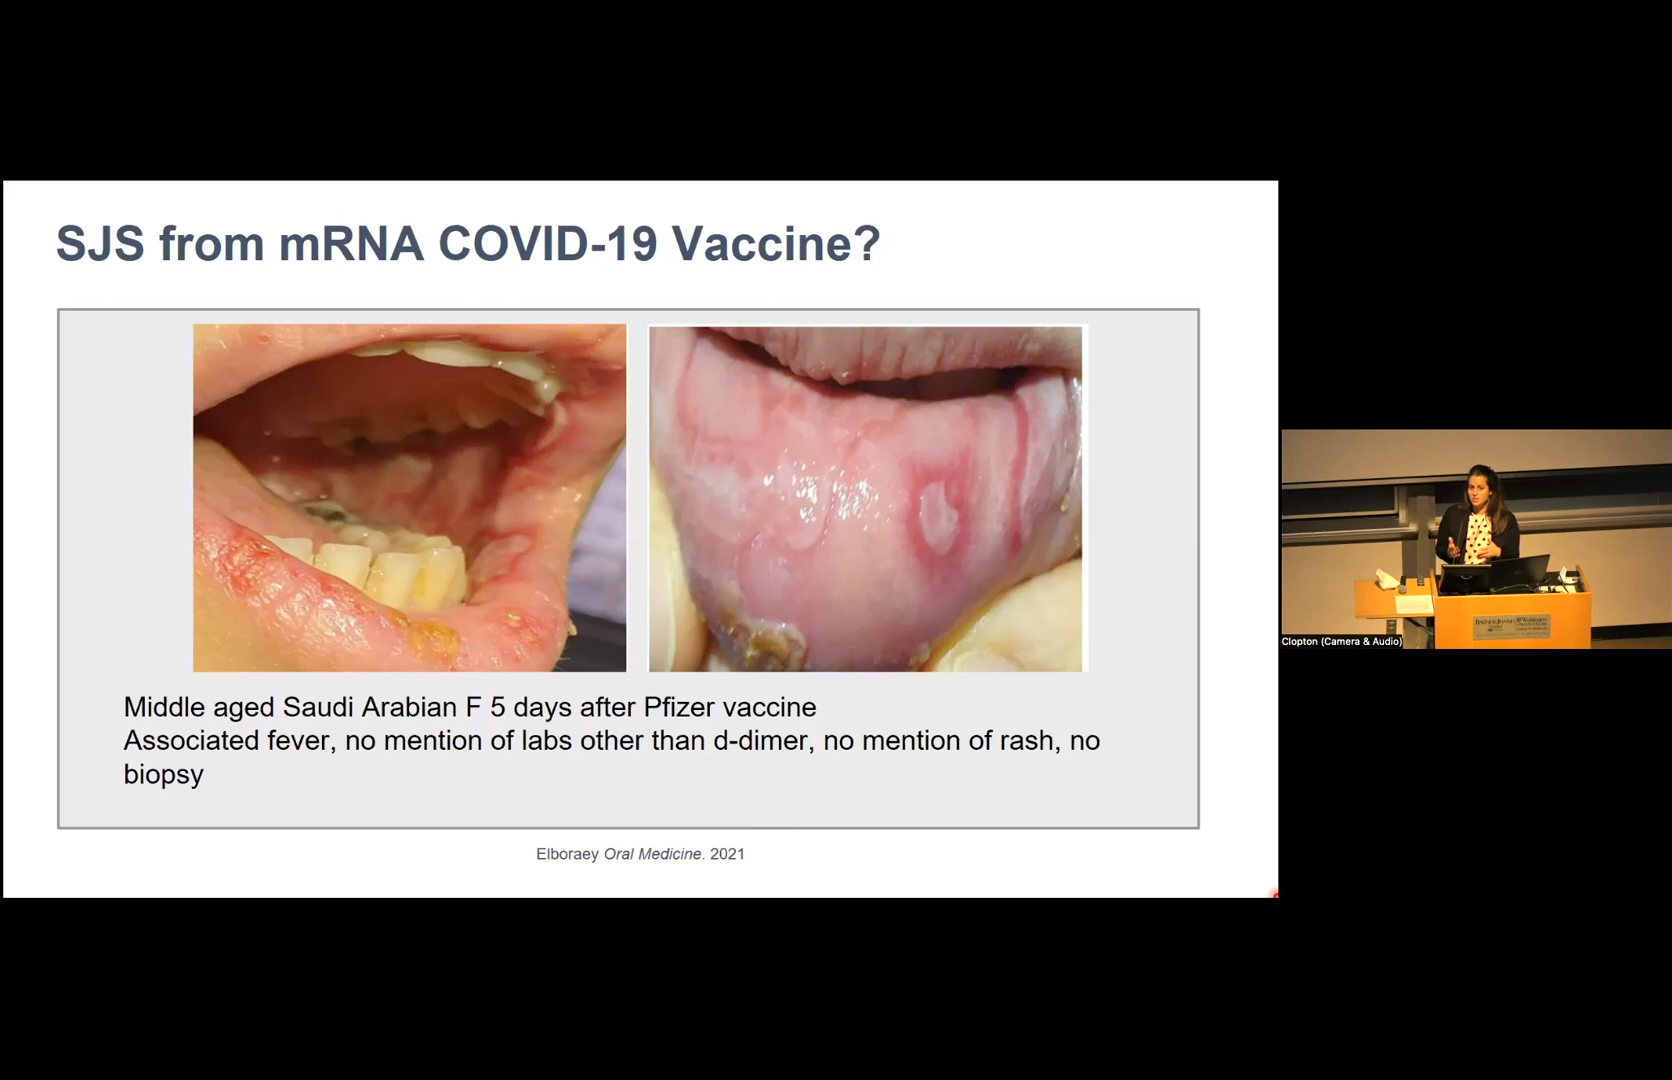 SJS from mRNA COVID-19 Vaccine?
Middle aged Saudi Arabian F 5 days after Pfizer vaccine
Associated fever, no mention of labs other than d-dimer, no mention of rash, no
biopsy
Elboraey Oral Medicine. 2021
Clopton (Camera & Audio)